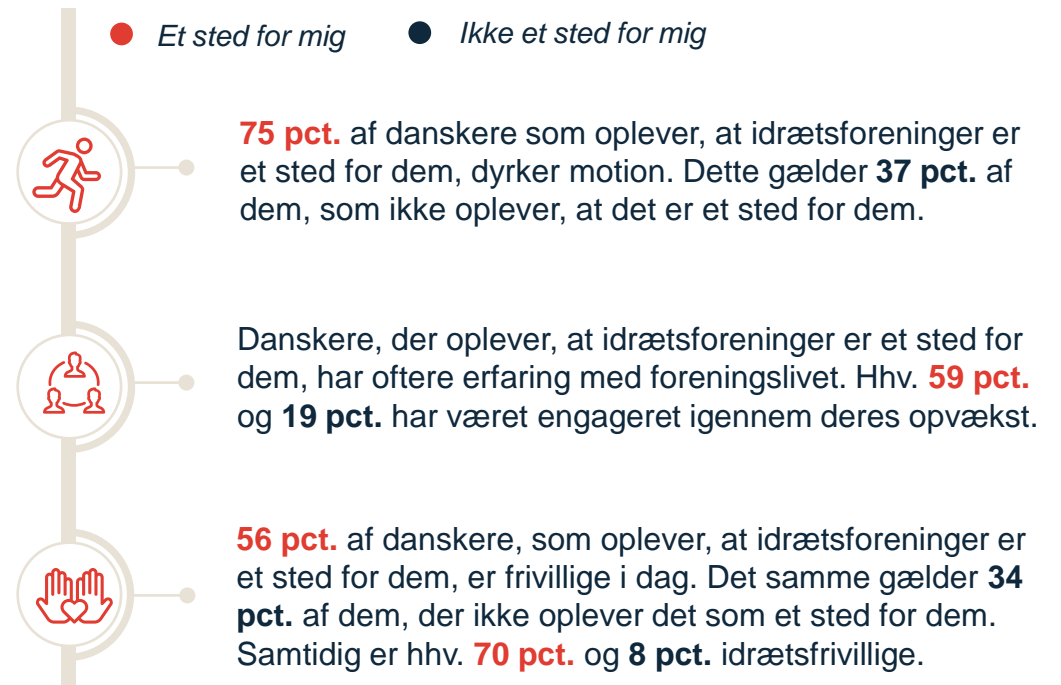 Et sted for mig
Ikke et sted for mig
75 pct. af danskere som oplever, at idrætsforeninger er
et sted for dem, dyrker motion. Dette gælder 37 pct. af
dem, som ikke oplever, at det er et sted for dem.
Danskere, der oplever, at idrætsforeninger er et sted for
dem, har oftere erfaring med foreningslivet. Hhv. 59 pct.
og 19 pct. har været engageret igennem deres opvækst.
56 pct. af danskere, som oplever, at idrætsforeninger er
et sted for dem, er frivillige i dag. Det samme gælder 34
pct. af dem, der ikke oplever det som et sted for dem.
Samtidig er hhv. 70 pct. og 8 pct. idrætsfrivillige.